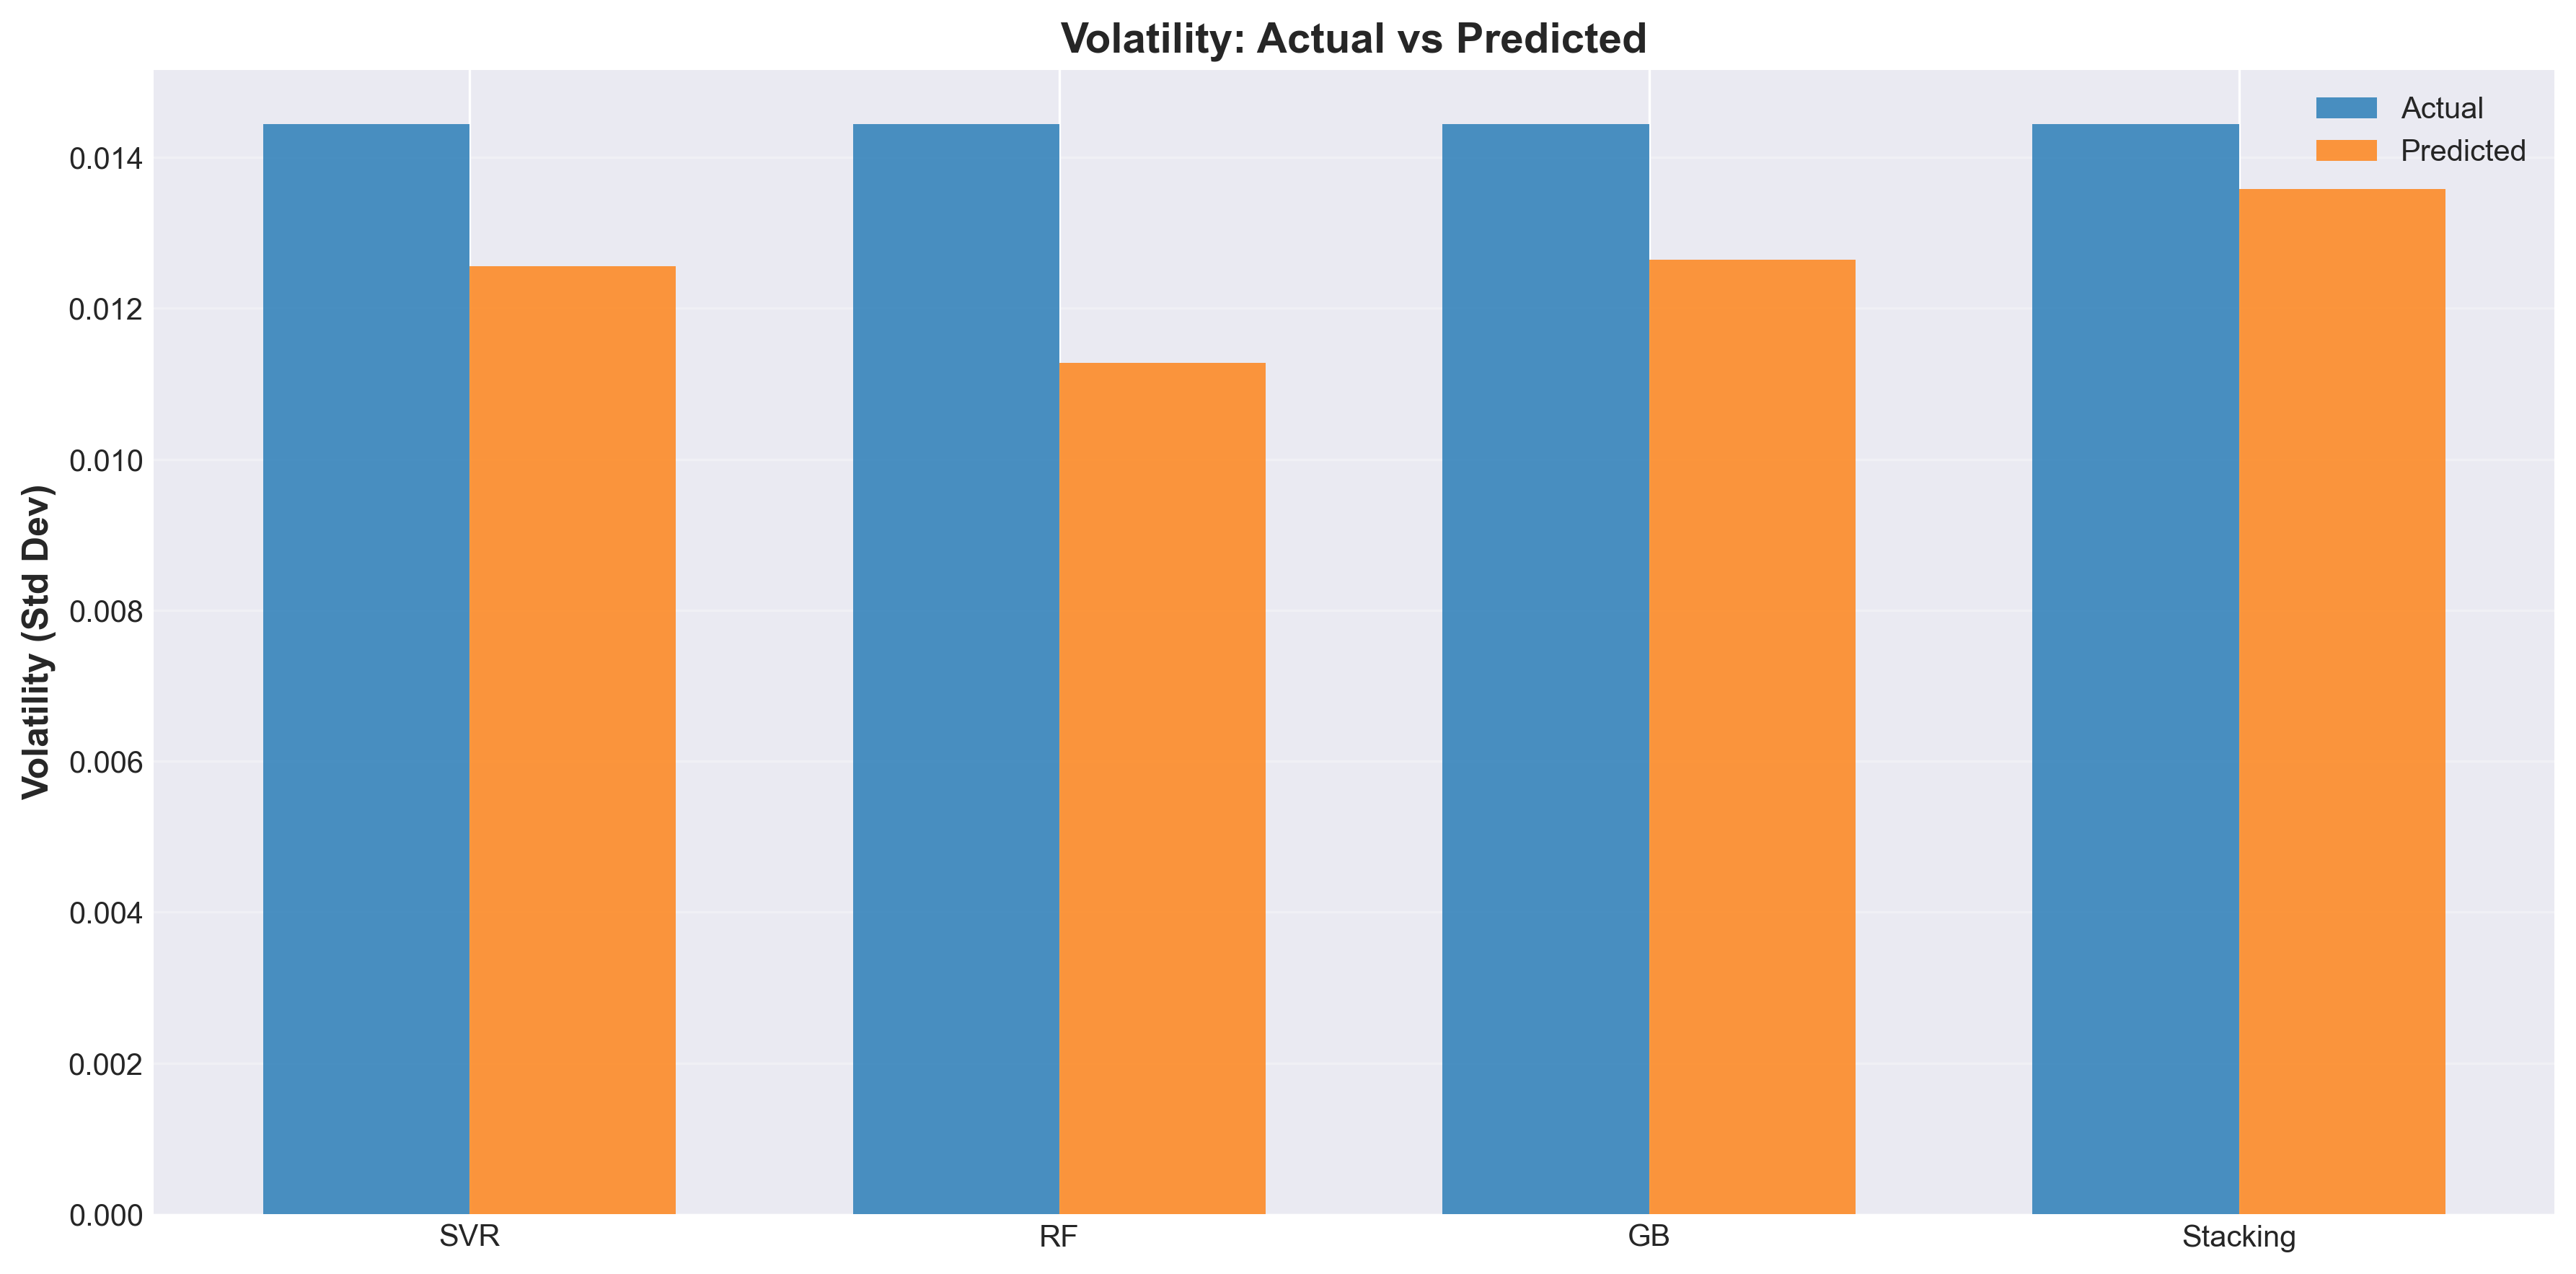 Volatility: Actual vs Predicted
Actual
Predicted
Volatility (Std Dev)
0.014
0.012
0.010
0.008
0.006
0.004
0.002
0.000
SVR
RF
GB
Stacking